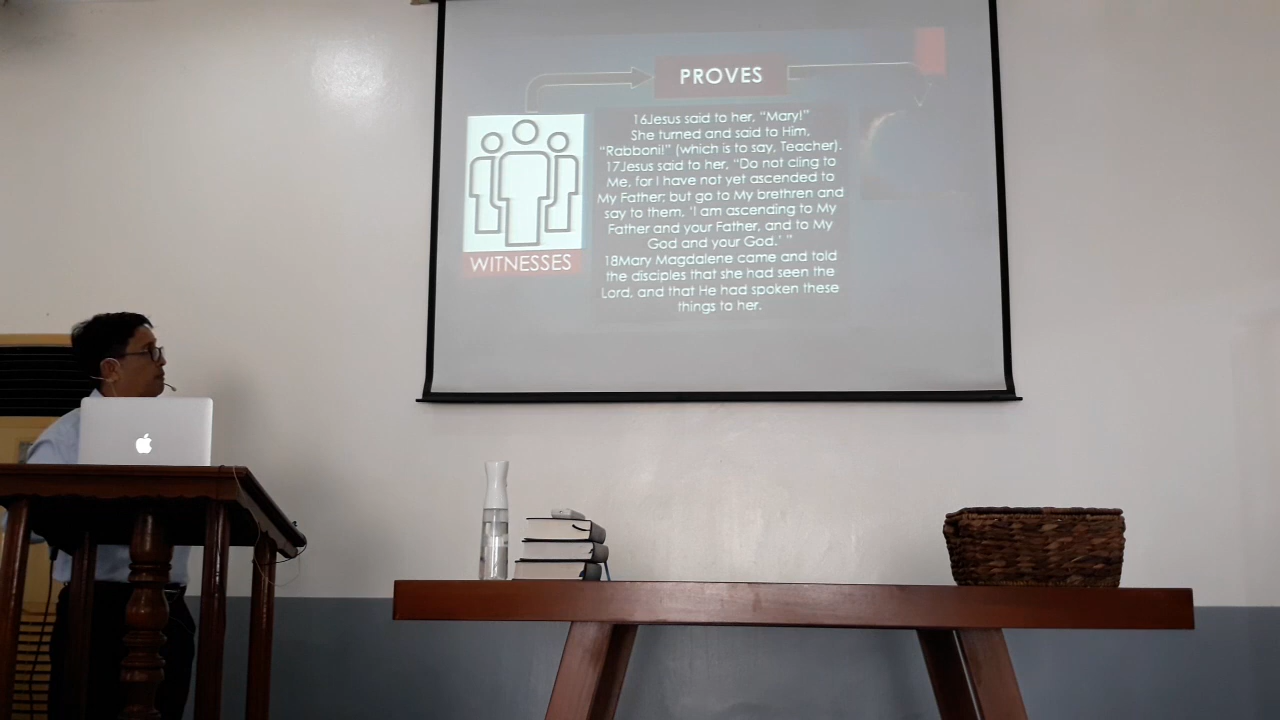 PROVES
16Jesus said to her, “Mary!”
She turned and said to Him,
“Rabboni!” (which is to say, Teacher).
17Jesus said to her, “Do not cling to
Me, for I have not yet ascended to
My Father; but go to My brethren and
say to them, ‘I am ascending to My
Father and your Father, and to My
God and your God.’ ”
18Mary Magdalene came and told
the disciples that she had seen the
Lord, and that He had spoken these
things to her.
WITNESSES